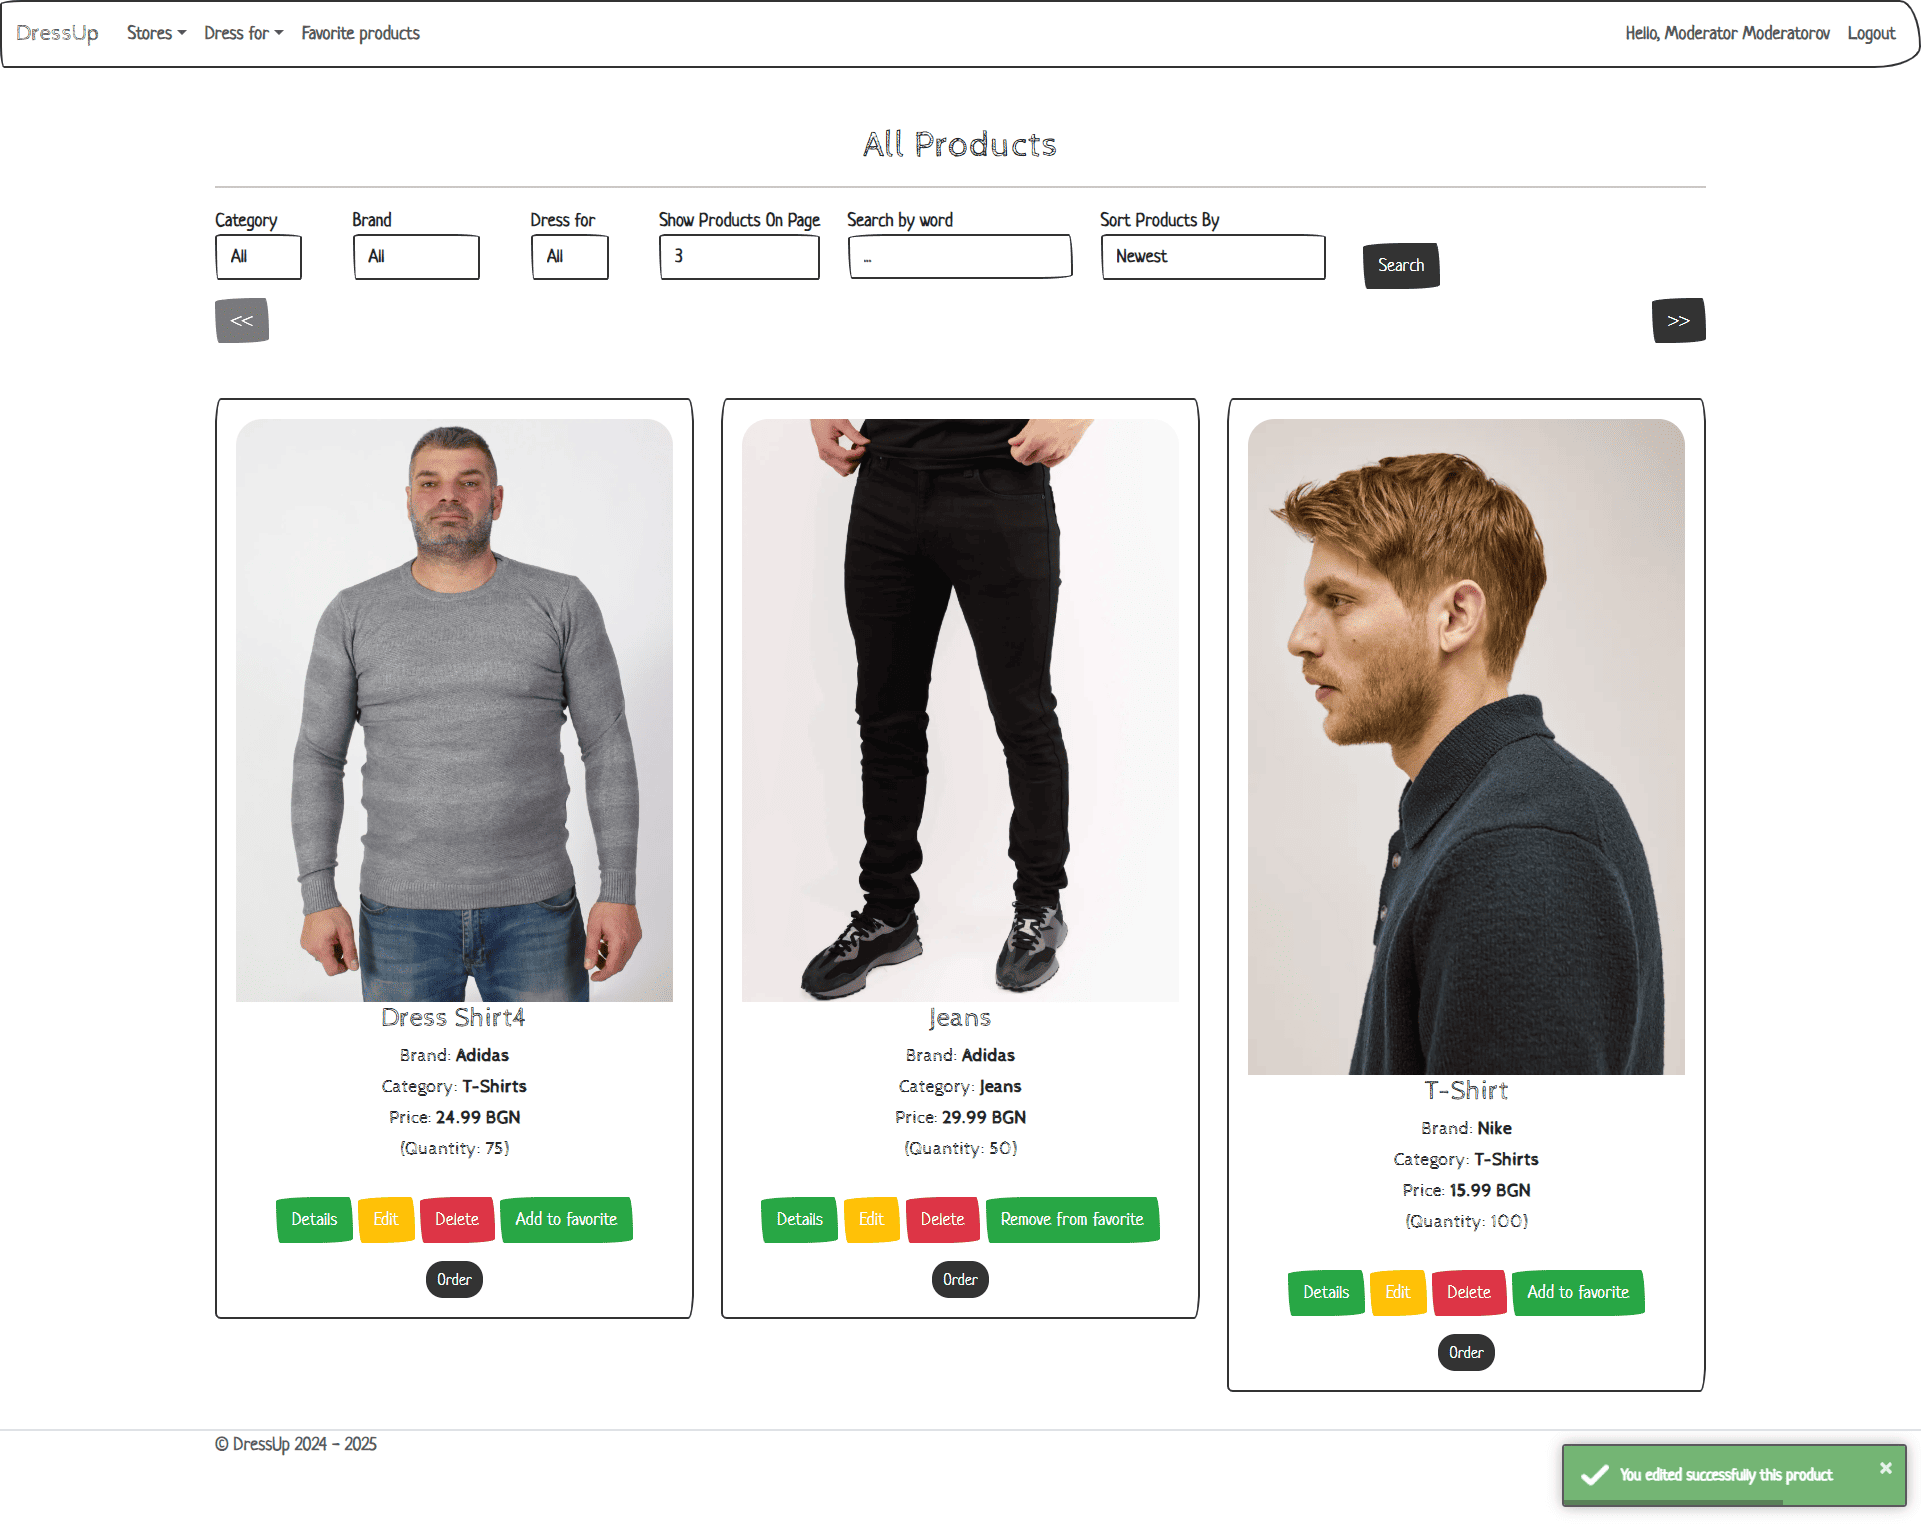 DressUp Stores Dress for Favorite products Hello, Moderator Moderatorov Logout
All Products
Category Brand Dress for Show Products On Page Search by word Sort Products By
All All All 3 ... Newest Search
<< >>
Dress Shirt4
Brand: Adidas
Category: T-Shirts
Price: 24.99 BGN
(Quantity: 75)
Details Edit Delete Add to favorite
Order
Jeans
Brand: Adidas
Category: Jeans
Price: 29.99 BGN
(Quantity: 50)
Details Edit Delete Remove from favorite
Order
T-Shirt
Brand: Nike
Category: T-Shirts
Price: 15.99 BGN
(Quantity: 100)
Details Edit Delete Add to favorite
Order
© DressUp 2024 - 2025
You edited successfully this product ×